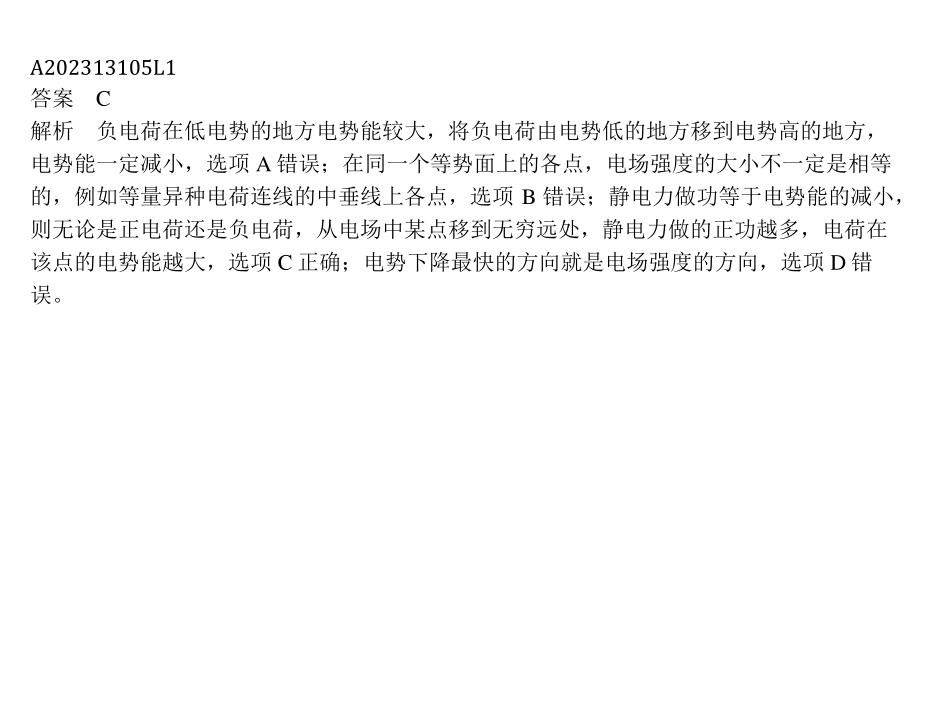 A202313105L1
答案 C
解析 负电荷在低电势的地方电势能较大，将负电荷由电势低的地方移到电势高的地方，
电势能一定减小，选项 A 错误；在同一个等势面上的各点，电场强度的大小不一定是相等
的，例如等量异种电荷连线的中垂线上各点，选项 B 错误；静电力做功等于电势能的减小，
则无论是正电荷还是负电荷，从电场中某点移到无穷远处，静电力做的正功越多，电荷在
该点的电势能越大，选项 C 正确；电势下降最快的方向就是电场强度的方向，选项 D 错
误。